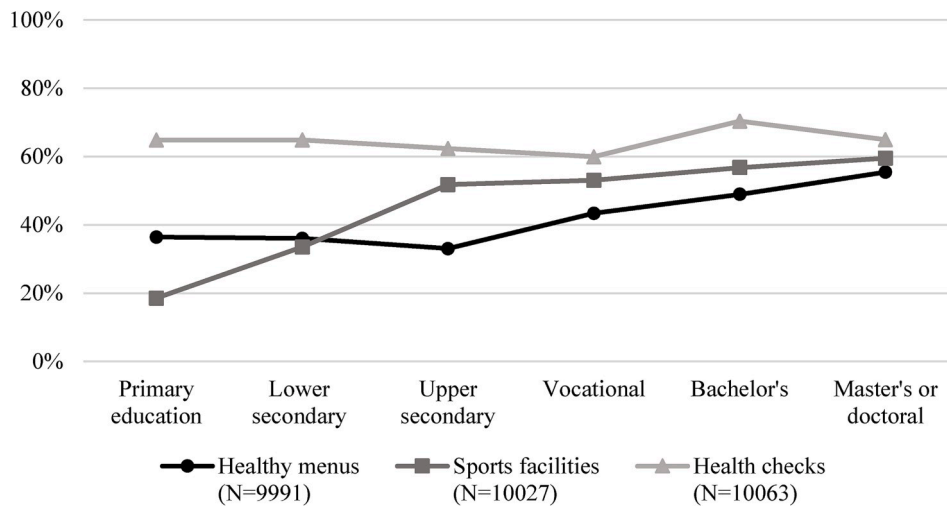 100%
80%
60%
40%
20%
0%
Primary education
Lower secondary
Upper secondary
Vocational
Bachelor's
Master's or doctoral
Healthy menus
(N=9991)
Sports facilities
(N=10027)
Health checks
(N=10063)